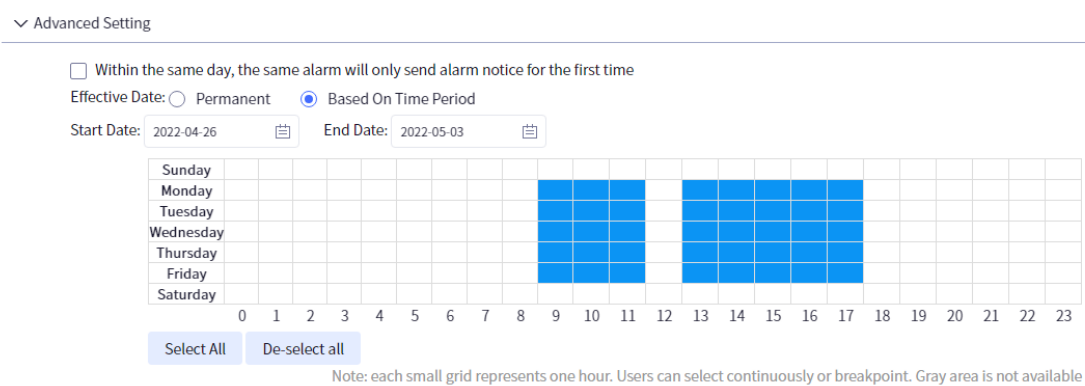 Advanced Setting
Within the same day, the same alarm will only send alarm notice for the first time
Effective Date: Permanent Based On Time Period
Start Date: 2022-04-26 End Date: 2022-05-03
Sunday
Monday
Tuesday
Wednesday
Thursday
Friday
Saturday
0 1 2 3 4 5 6 7 8 9 10 11 12 13 14 15 16 17 18 19 20 21 22 23
Select All De-select all
Note: each small grid represents one hour. Users can select continuously or breakpoint. Gray area is not available